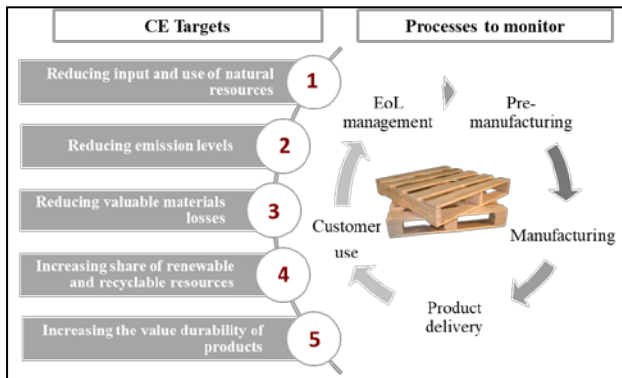 CE Targets
Processes to monitor
Reducing input and use of natural
resources
1
Reducing emission levels
2
Reducing valuable materials
losses
3
Increasing share of renewable
and recyclable resources
4
Increasing the value durability of
products
5
EoL
management
Pre-
manufacturing
Manufacturing
Product
delivery
Customer
use